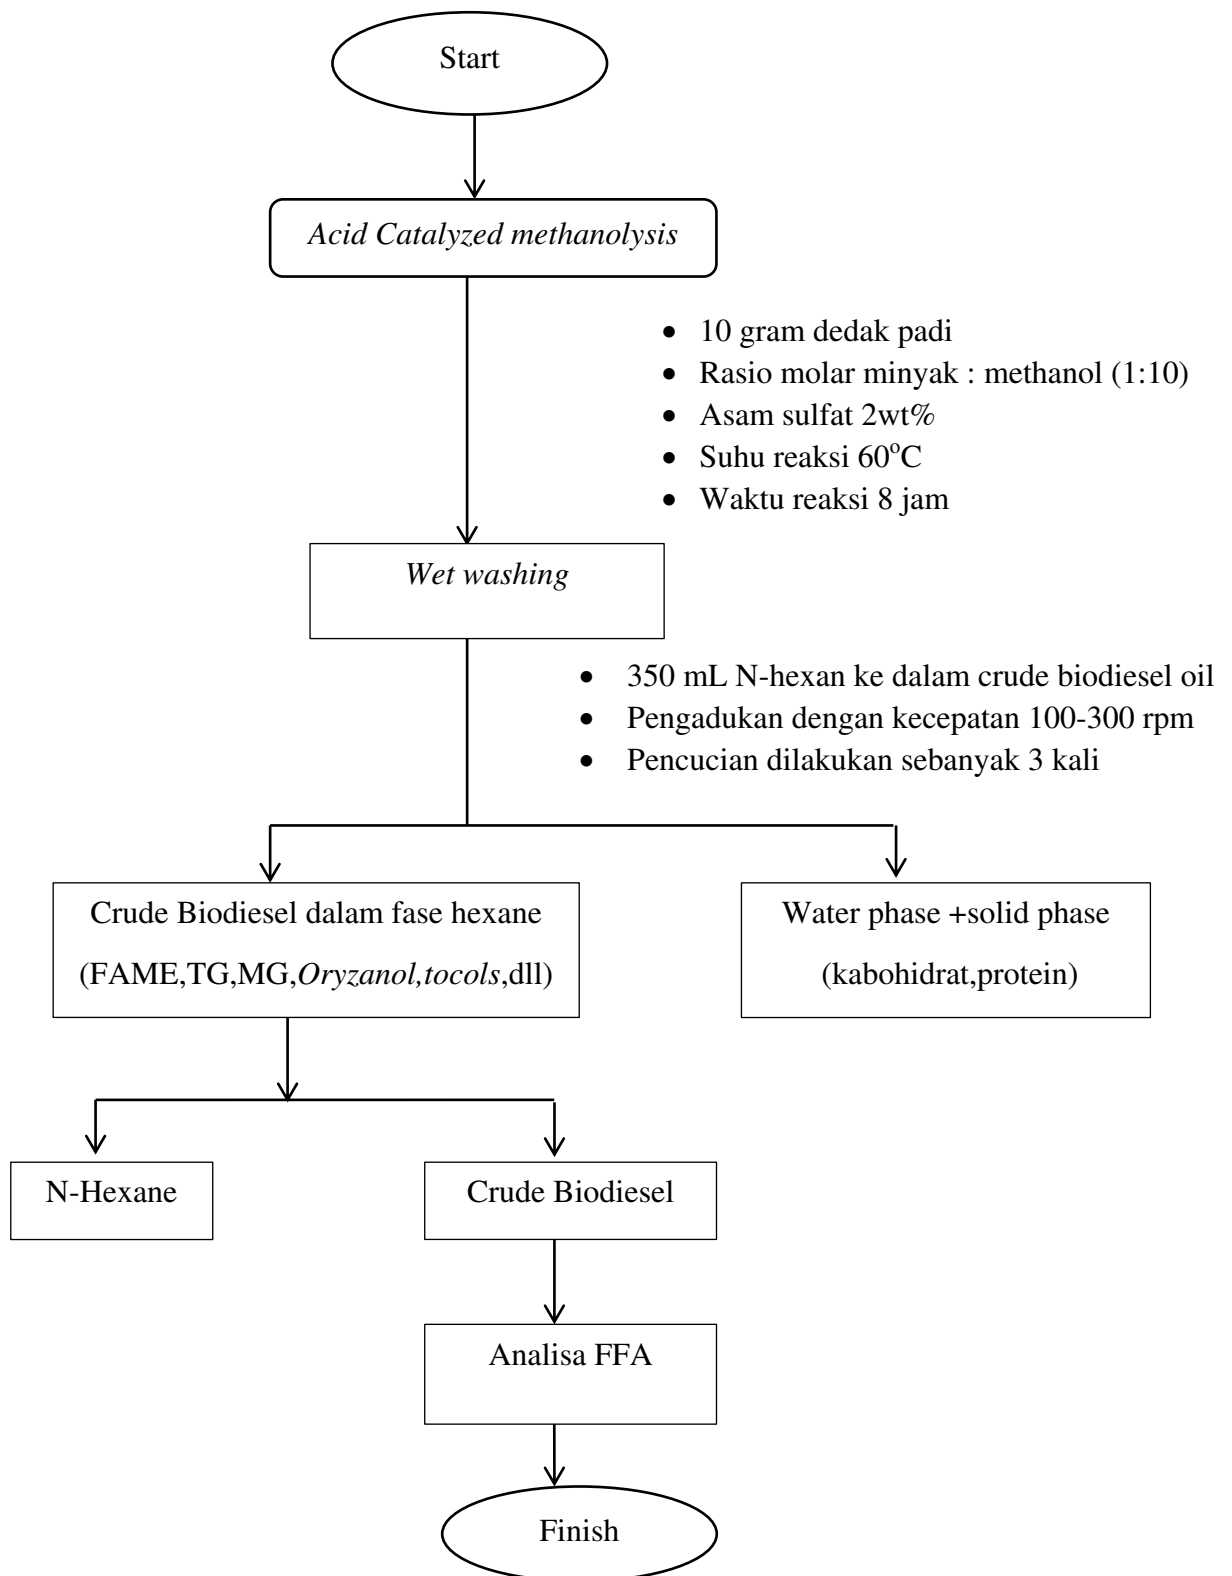 Start
Acid Catalyzed methanolysis
• 10 gram dedak padi
• Rasio molar minyak : methanol (1:10)
• Asam sulfat 2wt%
• Suhu reaksi 60°C
• Waktu reaksi 8 jam
Wet washing
• 350 mL N-hexan ke dalam crude biodiesel oil
• Pengadukan dengan kecepatan 100-300 rpm
• Pencucian dilakukan sebanyak 3 kali
Crude Biodiesel dalam fase hexane
(FAME,TG,MG,Oryzanol,tocols,dll)
Water phase +solid phase
(kabohidrat,protein)
N-Hexane
Crude Biodiesel
Analisa FFA
Finish